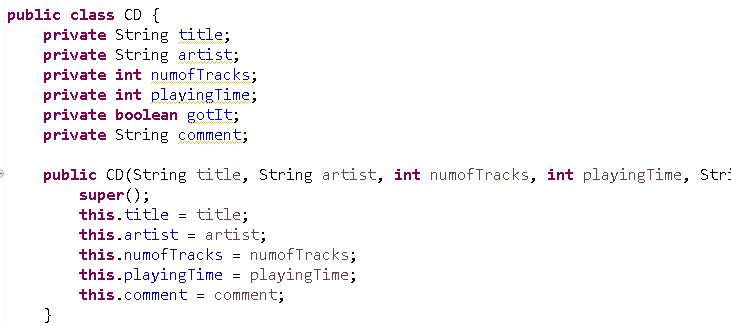 public class CD {
private String title;
private String artist;
private int numofTracks;
private int playingTime;
private boolean gotIt;
private String comment;
public CD(String title, String artist, int numofTracks, int playingTime, Stri
super();
this.title = title;
this.artist = artist;
this.numofTracks = numofTracks;
this.playingTime = playingTime;
this.comment = comment;
}